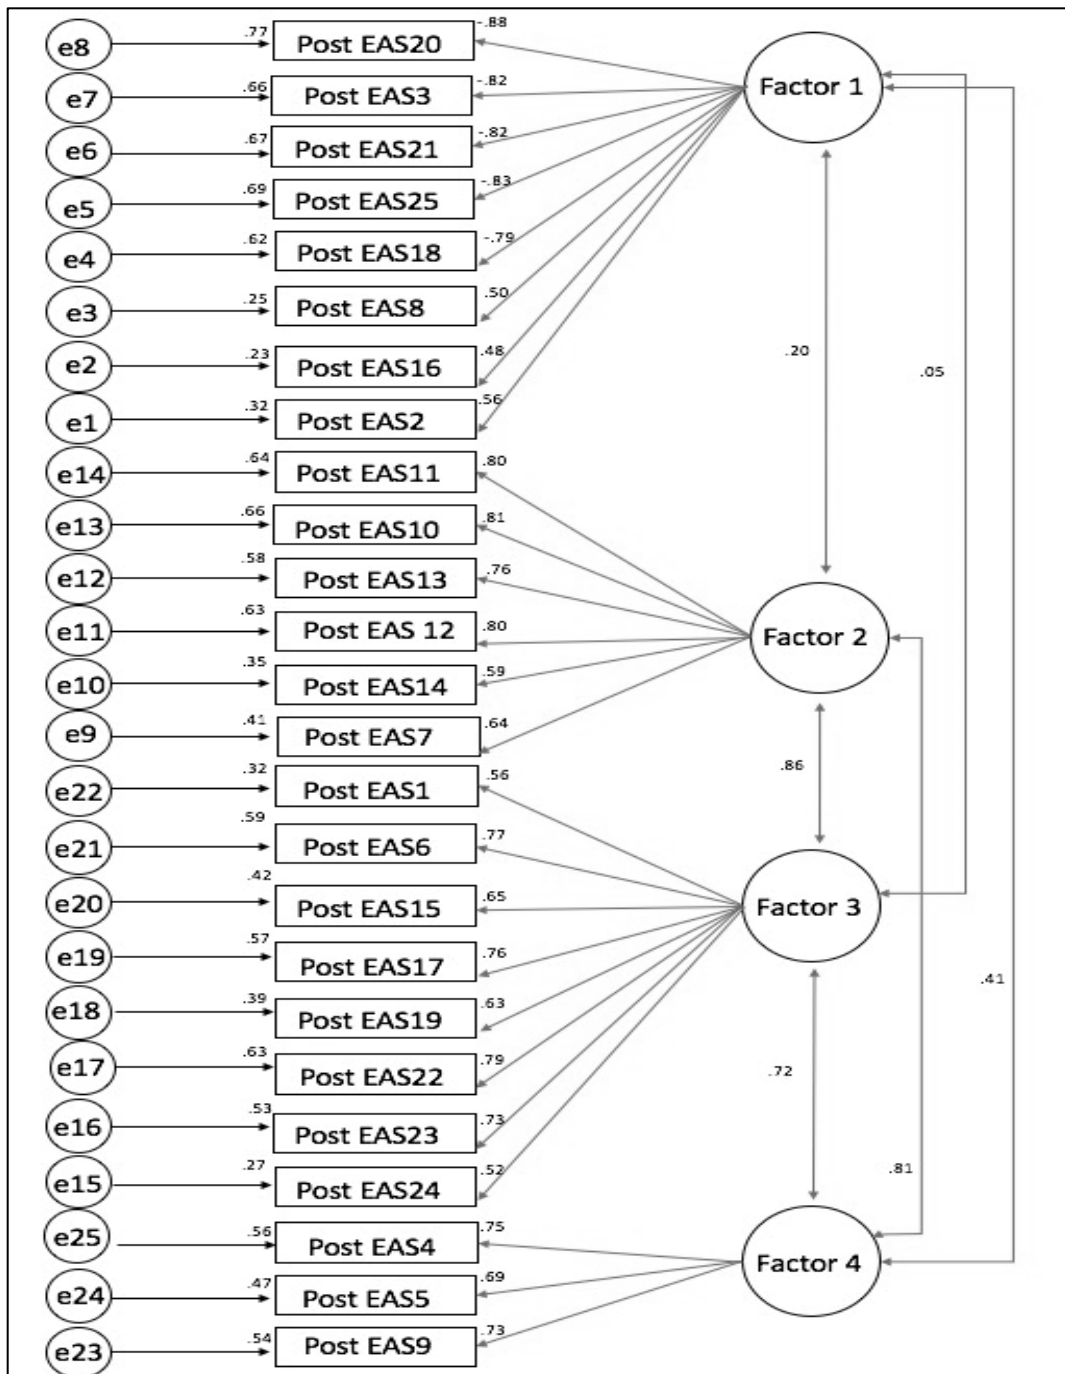 e8 .77 Post EAS20 -.88
Factor 1
e7 .66 Post EAS3 -.82
e6 .67 Post EAS21 -.82
e5 .69 Post EAS25 -.83
e4 .62 Post EAS18 -.79
e3 .25 Post EAS8 .50
e2 .23 Post EAS16 .48
.20
.05
e1 .32 Post EAS2 .56
e14 .64 Post EAS11 .80
e13 .66 Post EAS10 .81
e12 .58 Post EAS13 .76
e11 .63 Post EAS 12 .80
Factor 2
e10 .35 Post EAS14 .59
e9 .41 Post EAS7 .64
.86
e22 .32 Post EAS1 .56
e21 .59 Post EAS6 .77
e20 .42 Post EAS15 .65
Factor 3
e19 .57 Post EAS17 .76
.41
e18 .39 Post EAS19 .63
e17 .63 Post EAS22 .79
.72
e16 .53 Post EAS23 .73
.81
e15 .27 Post EAS24 .52
e25 .56 Post EAS4 .75
Factor 4
e24 .47 Post EAS5 .69
e23 .54 Post EAS9 .73